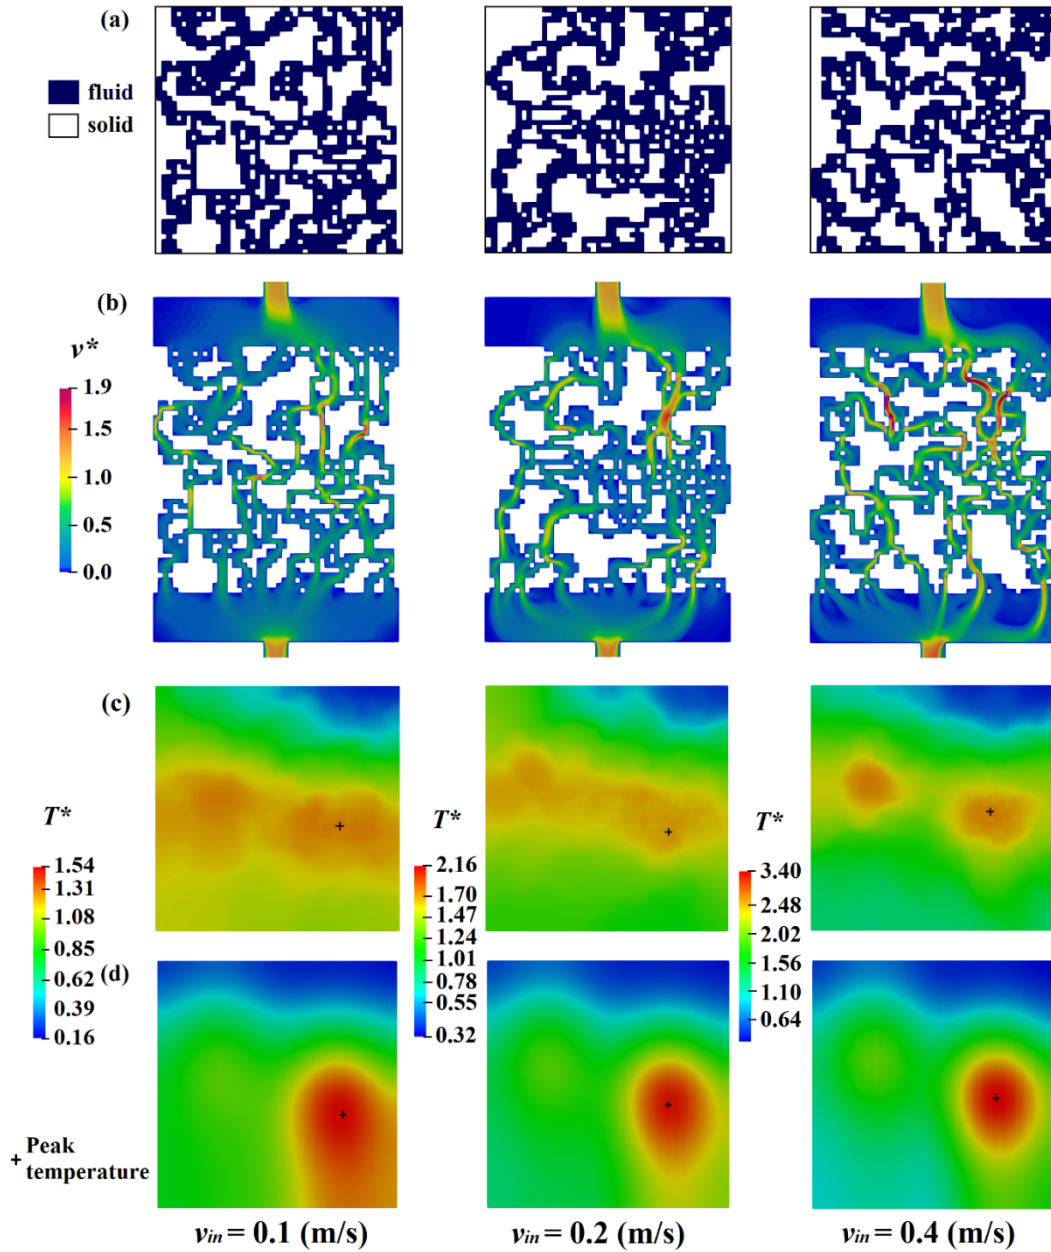 (a)
fluid
solid
(b)
v*
1.9
1.5
1.0
0.5
0.0
(c)
T*
1.54
1.31
1.08
0.85
0.62
0.39
0.16
T*
2.16
1.70
1.47
1.24
1.01
0.78
0.55
0.32
T*
3.40
2.48
2.02
1.56
1.10
0.64
(d)
+ Peak
temperature
v_in = 0.1 (m/s)
v_in = 0.2 (m/s)
v_in = 0.4 (m/s)